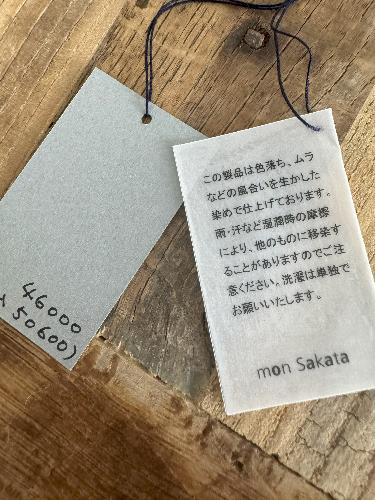 46000
50600)
この製品は色落ち、ムラ
などの風合いを生かした
染めで仕上げております。
雨・汗など湿潤時の摩擦
により、他のものに移染す
ることがありますのでご注
意ください。洗濯は単独で
お願いいたします。
mon Sakata